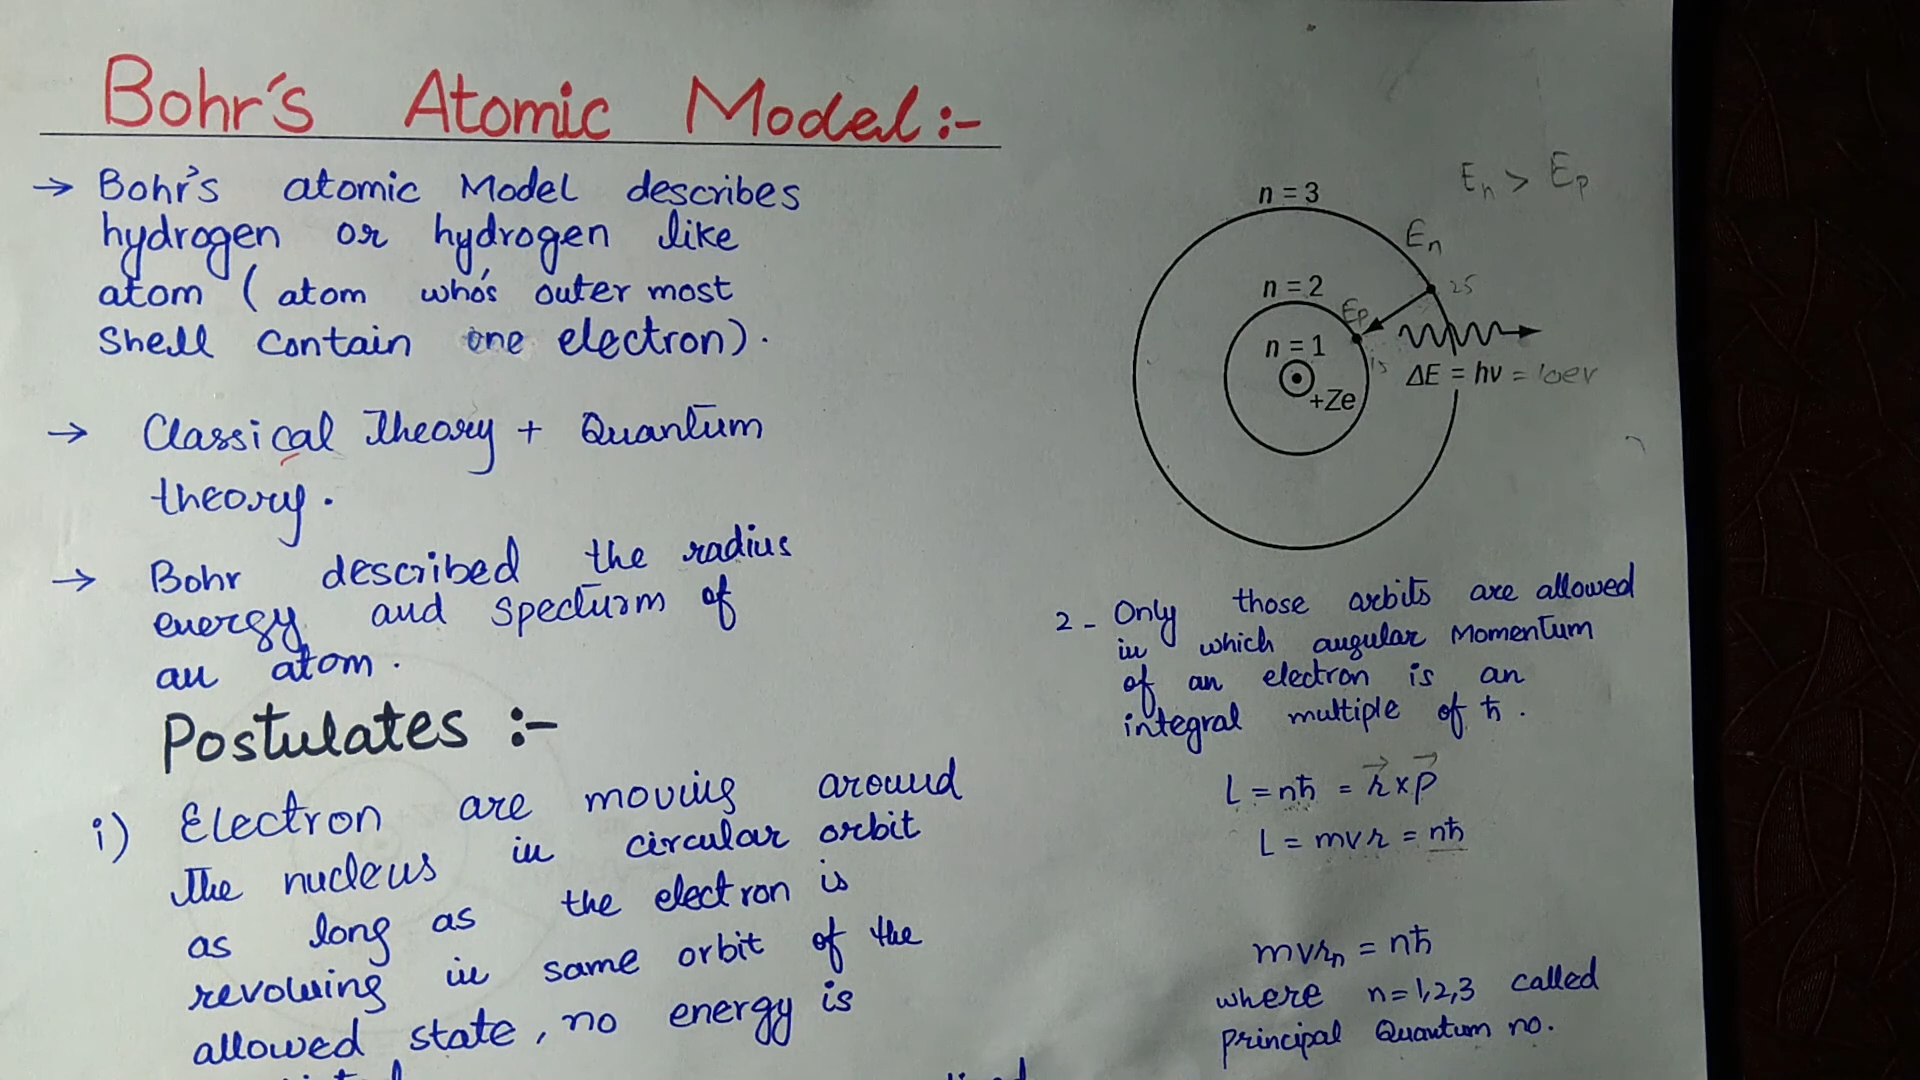 Bohr's Atomic Model :-
→ Bohr's atomic Model describes
hydrogen or hydrogen like
atom ( atom who's outer most
shell contain one electron).
→ Classical Theory + Quantum
theory.
→ Bohr described the radius
energy and specturm of
an atom.
Postulates :-
i) Electron are moving around
The nucleus in circular orbit
as long as the electron is
revolving in same orbit of the
allowed state, no energy is
En > Ep
n = 3
En
n = 2
25
Ep
n = 1
15
ΔE = hν = 10ev
+Ze
2 - Only those orbits are allowed
in which angular Momentum
of an electron is an
integral multiple of ħ.
L = nħ = r⃗ x p⃗
L = mvr = nħ
mvrn = nħ
where n=1,2,3 called
principal Quantum no.